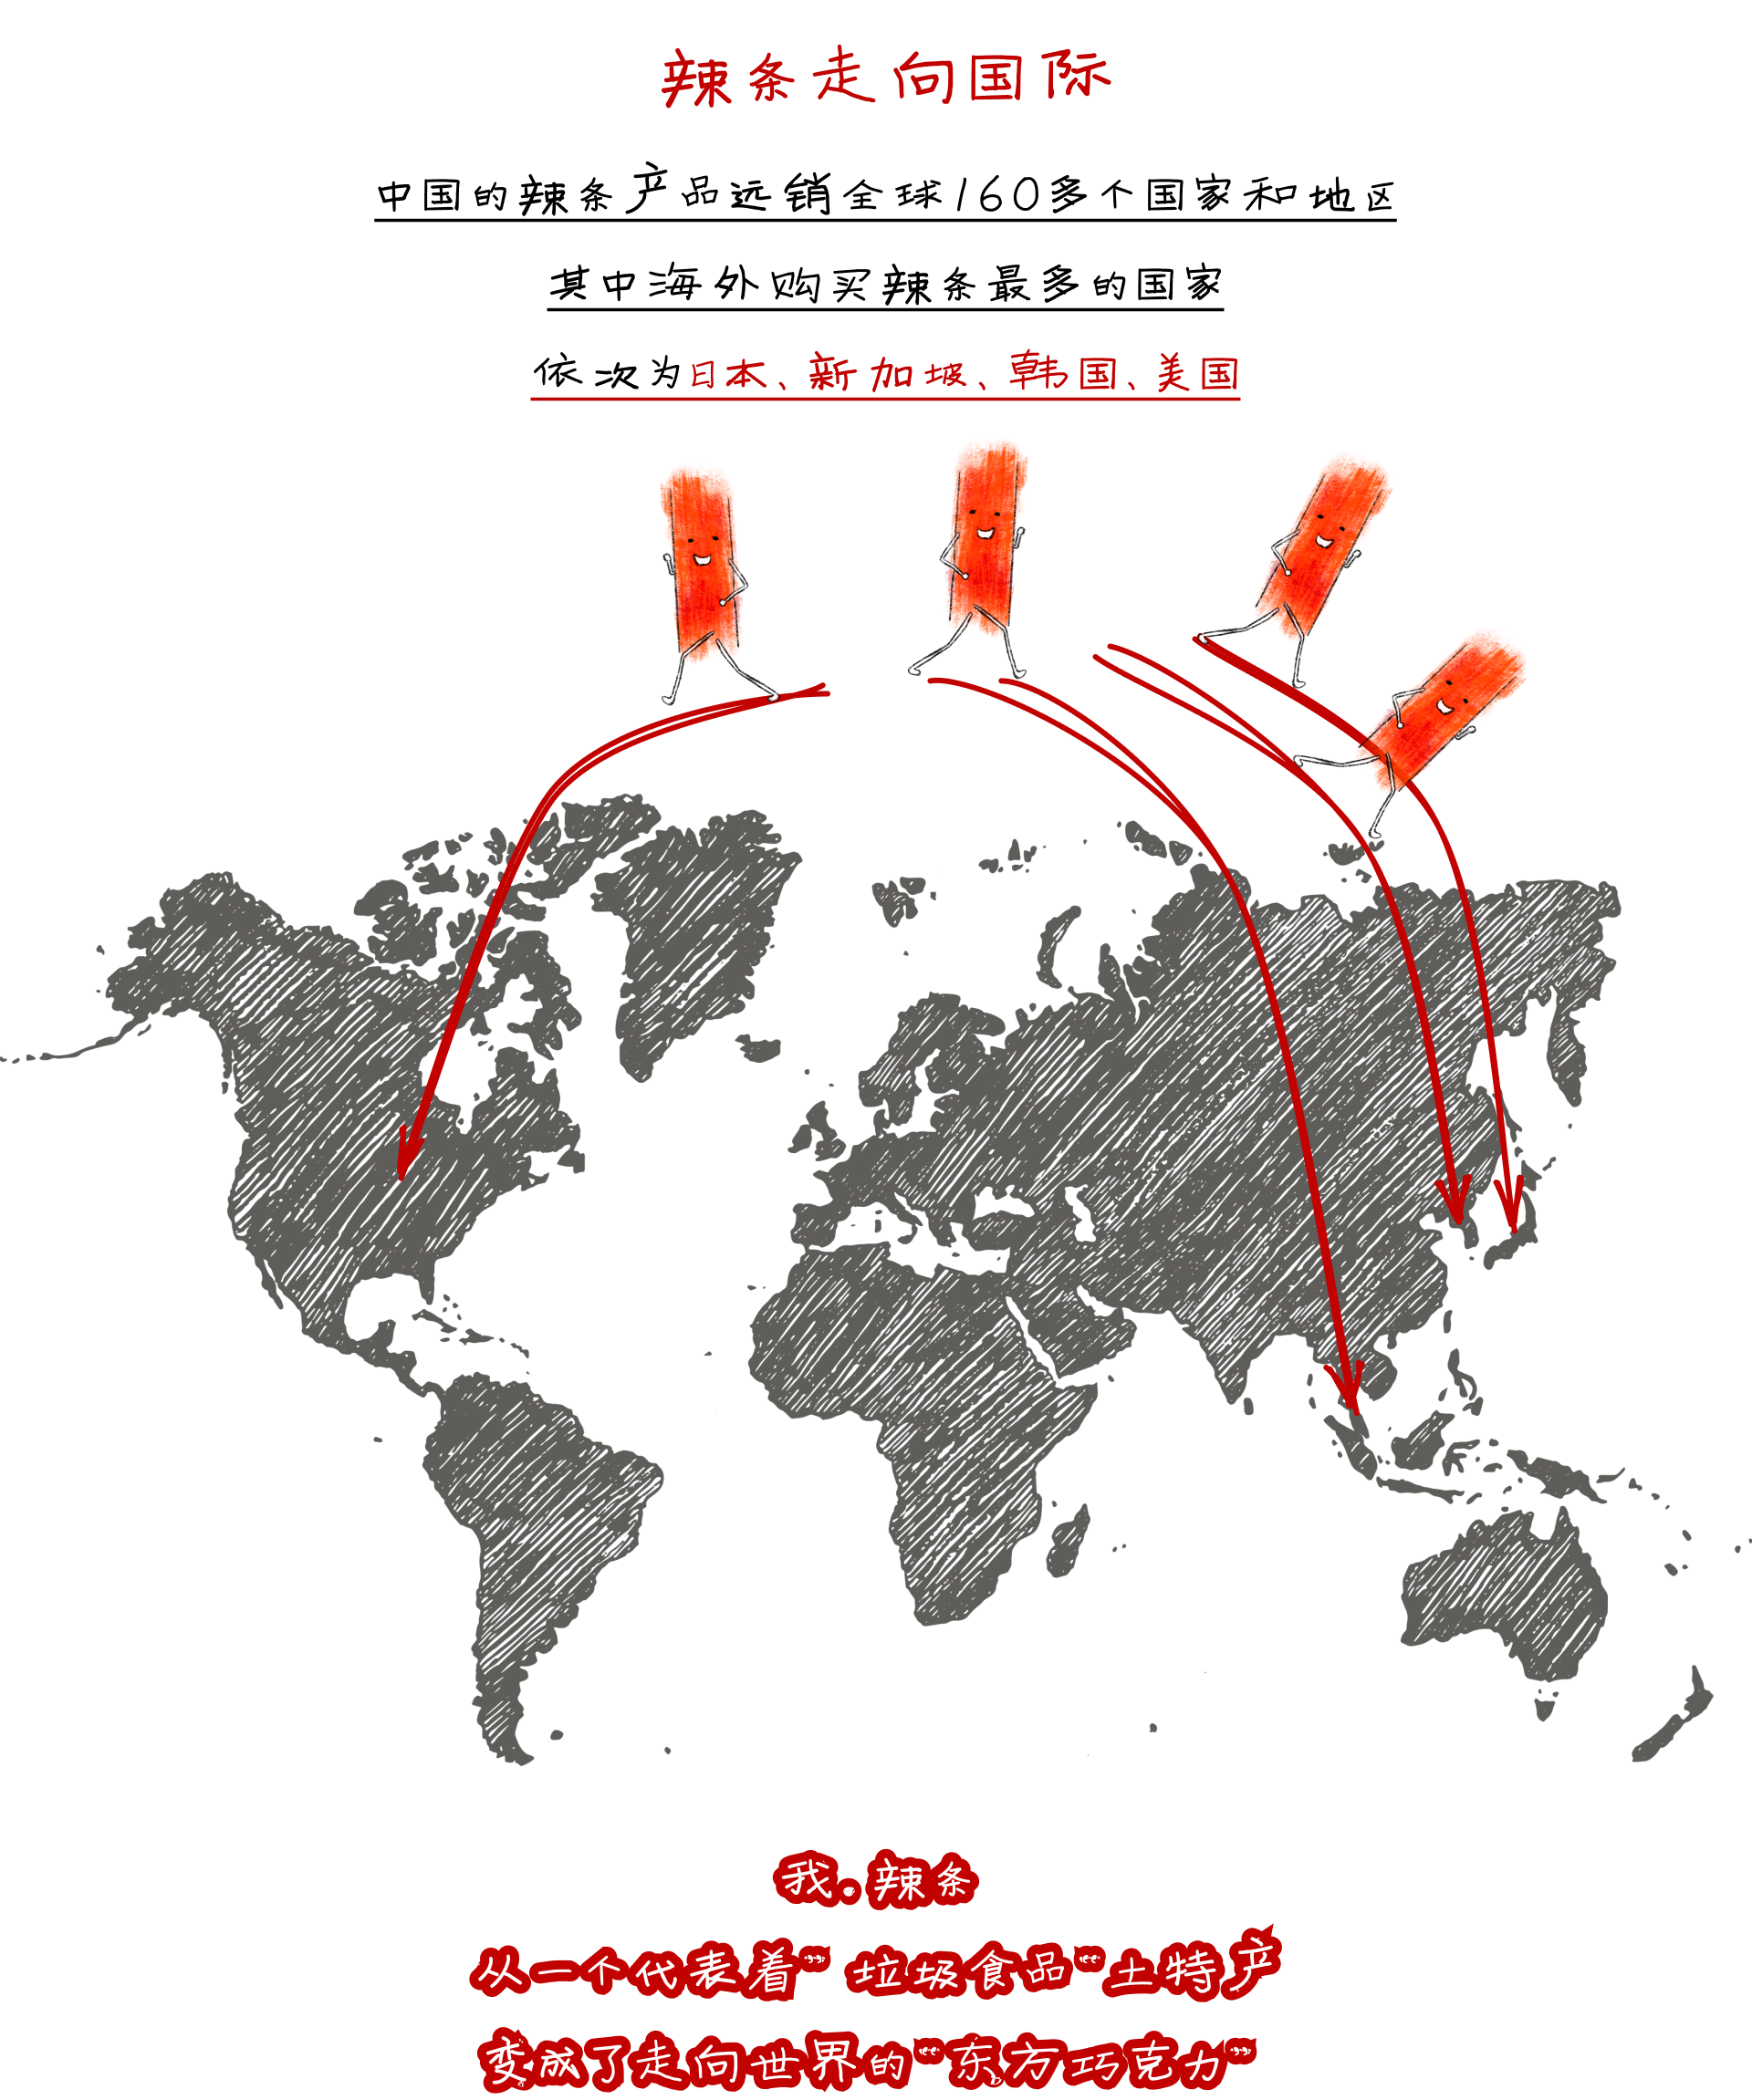 辣条走向国际
中国的辣条产品远销全球160多个国家和地区
其中海外购买辣条最多的国家
依次为日本、新加坡、韩国、美国
我.辣条
从一个代表着”垃圾食品“土特产
变成了走向世界的“东方巧克力“